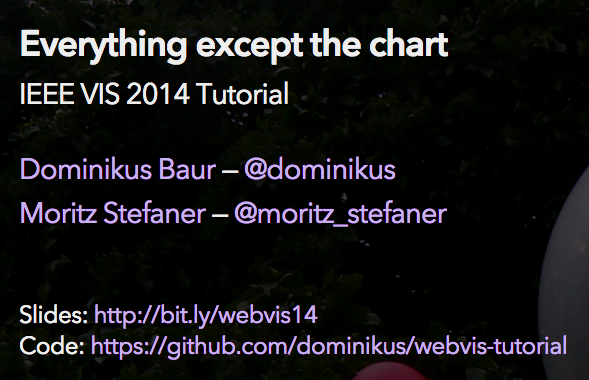 Everything except the chart
IEEE VIS 2014 Tutorial
Dominikus Baur – @dominikus
Moritz Stefaner – @moritz_stefaner
Slides: http://bit.ly/webvis14
Code: https://github.com/dominikus/webvis-tutorial